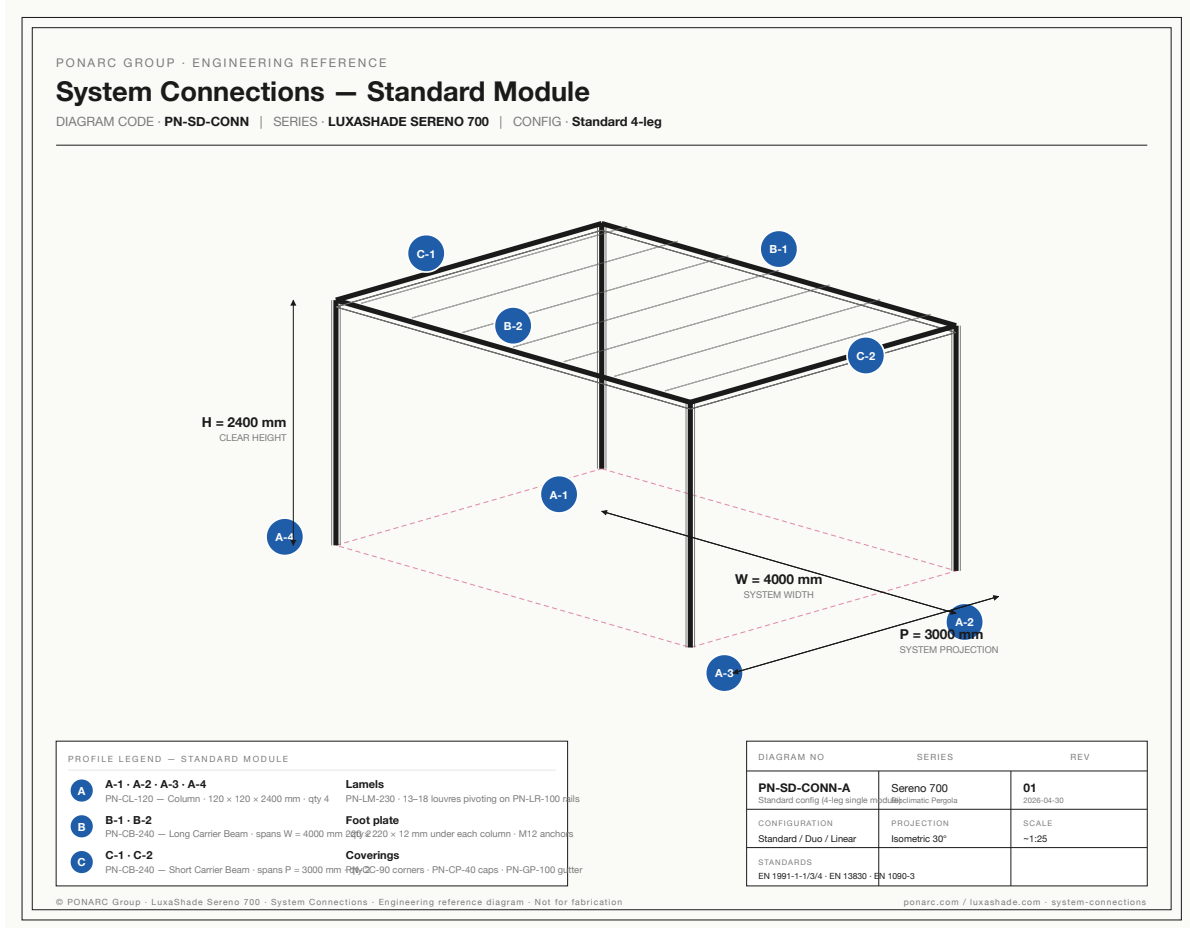 PONARC GROUP · ENGINEERING REFERENCE
System Connections — Standard Module
DIAGRAM CODE · PN-SD-CONN | SERIES · LUXASHADE SERENO 700 | CONFIG · Standard 4-leg
C-1
B-1
B-2
C-2
H = 2400 mm
CLEAR HEIGHT
A-1
A-4
W = 4000 mm
SYSTEM WIDTH
A-2
P = 3000 mm
SYSTEM PROJECTION
A-3
PROFILE LEGEND — STANDARD MODULE
A
A-1 · A-2 · A-3 · A-4
PN-CL-120 — Column · 120 × 120 × 2400 mm · qty 4
Lamels
PN-LM-230 · 13–18 louvres pivoting on PN-LR-100 rails
B
B-1 · B-2
PN-CB-240 — Long Carrier Beam · spans W = 4000 mm · qty 2
Foot plate
220 × 220 × 12 mm under each column · M12 anchors
C
C-1 · C-2
PN-CB-240 — Short Carrier Beam · spans P = 3000 mm · qty 2
Coverings
PN-CC-90 corners · PN-CP-40 caps · PN-GP-100 gutter
DIAGRAM NO
SERIES
REV
PN-SD-CONN-A
Standard config (4-leg single module)
Sereno 700
Bioclimatic Pergola
01
2026-04-30
CONFIGURATION
Standard / Duo / Linear
PROJECTION
Isometric 30°
SCALE
~1:25
STANDARDS
EN 1991-1-1/3/4 · EN 13830 · EN 1090-3
© PONARC Group · LuxaShade Sereno 700 · System Connections · Engineering reference diagram · Not for fabrication
ponarc.com / luxashade.com · system-connections